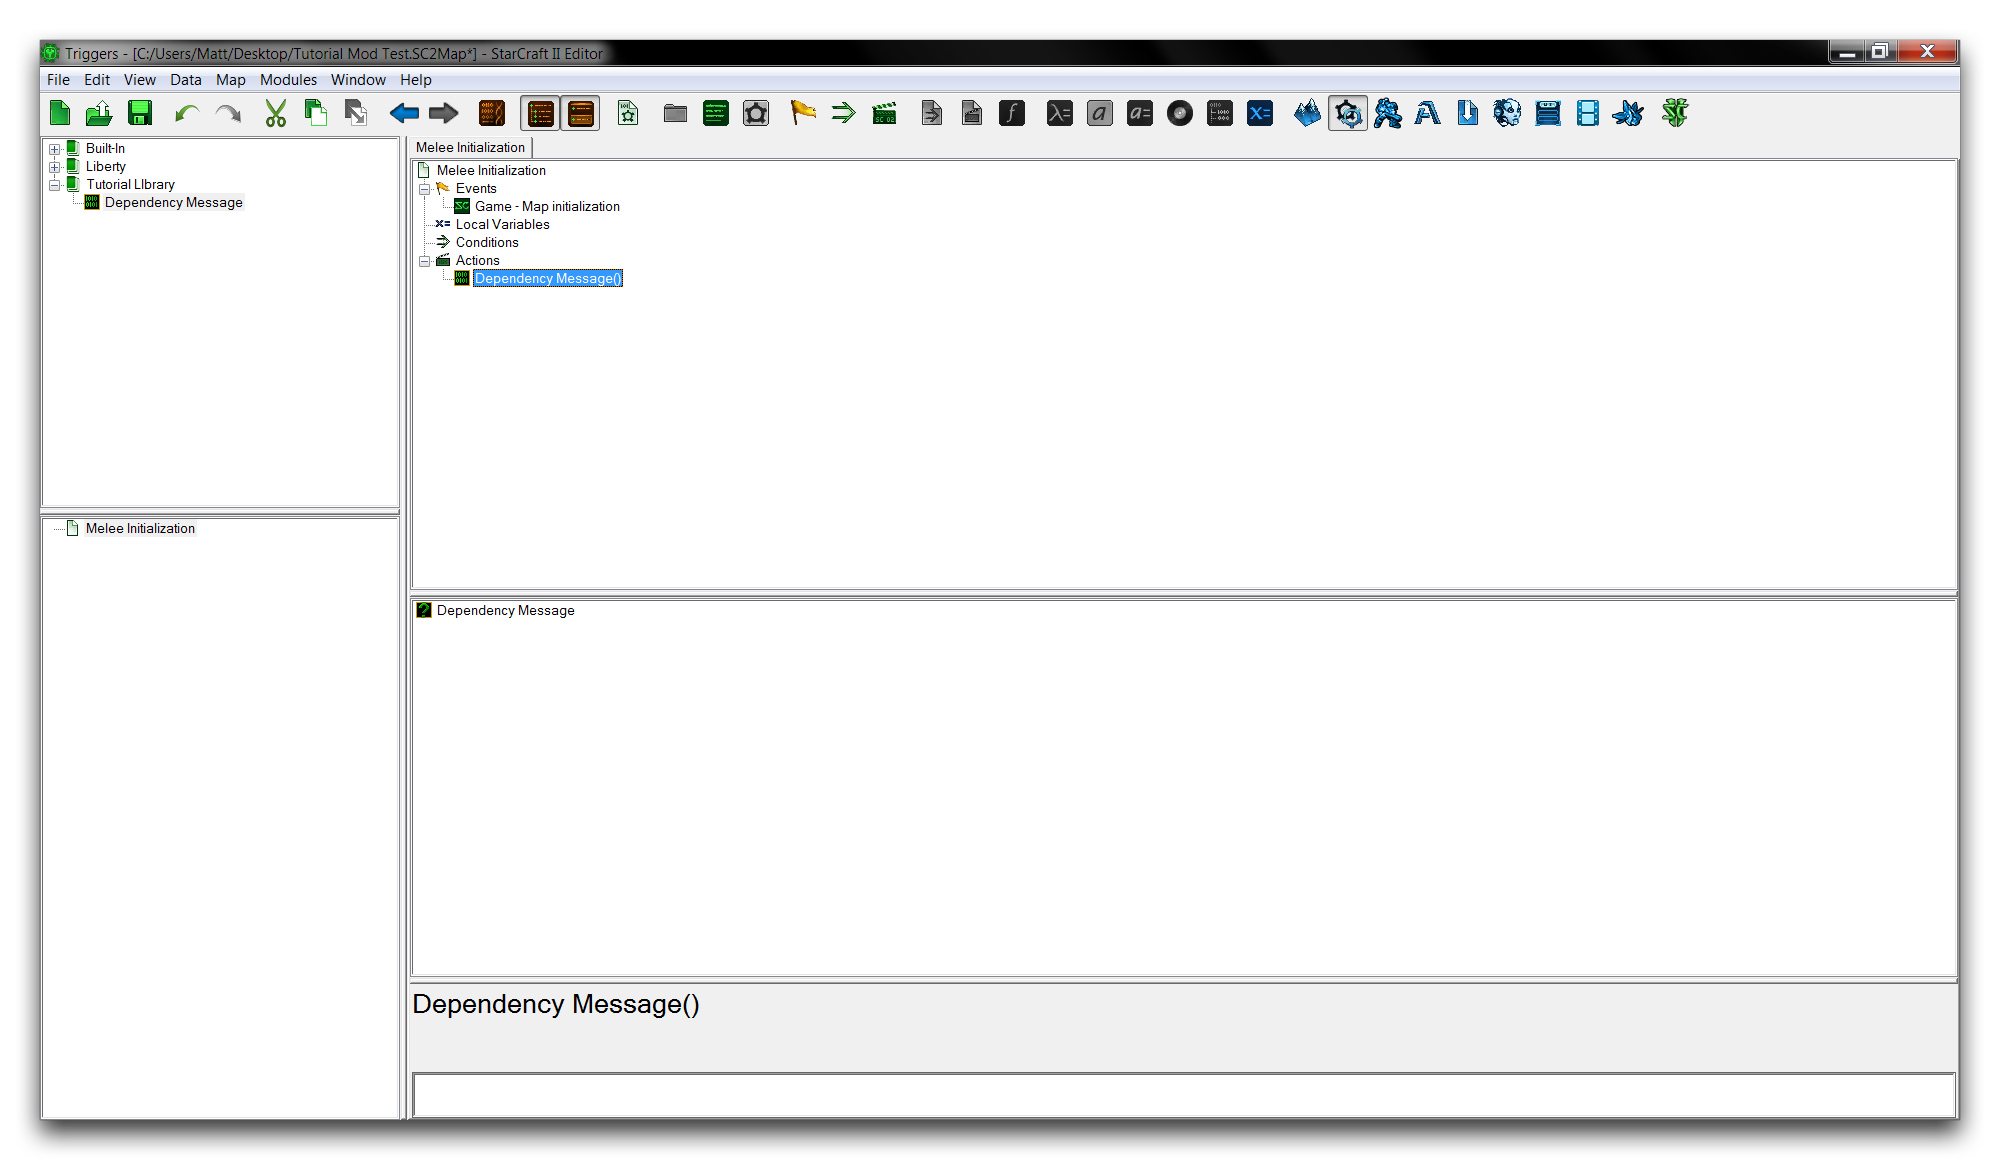 Triggers - [C:/Users/Matt/Desktop/Tutorial Mod Test.SC2Map*] - StarCraft II Editor
File Edit View Data Map Modules Window Help
Built-In
Liberty
Tutorial LIbrary
Dependency Message
Melee Initialization
Melee Initialization
Melee Initialization
Events
Game - Map initialization
Local Variables
Conditions
Actions
Dependency Message()
Dependency Message
Dependency Message()